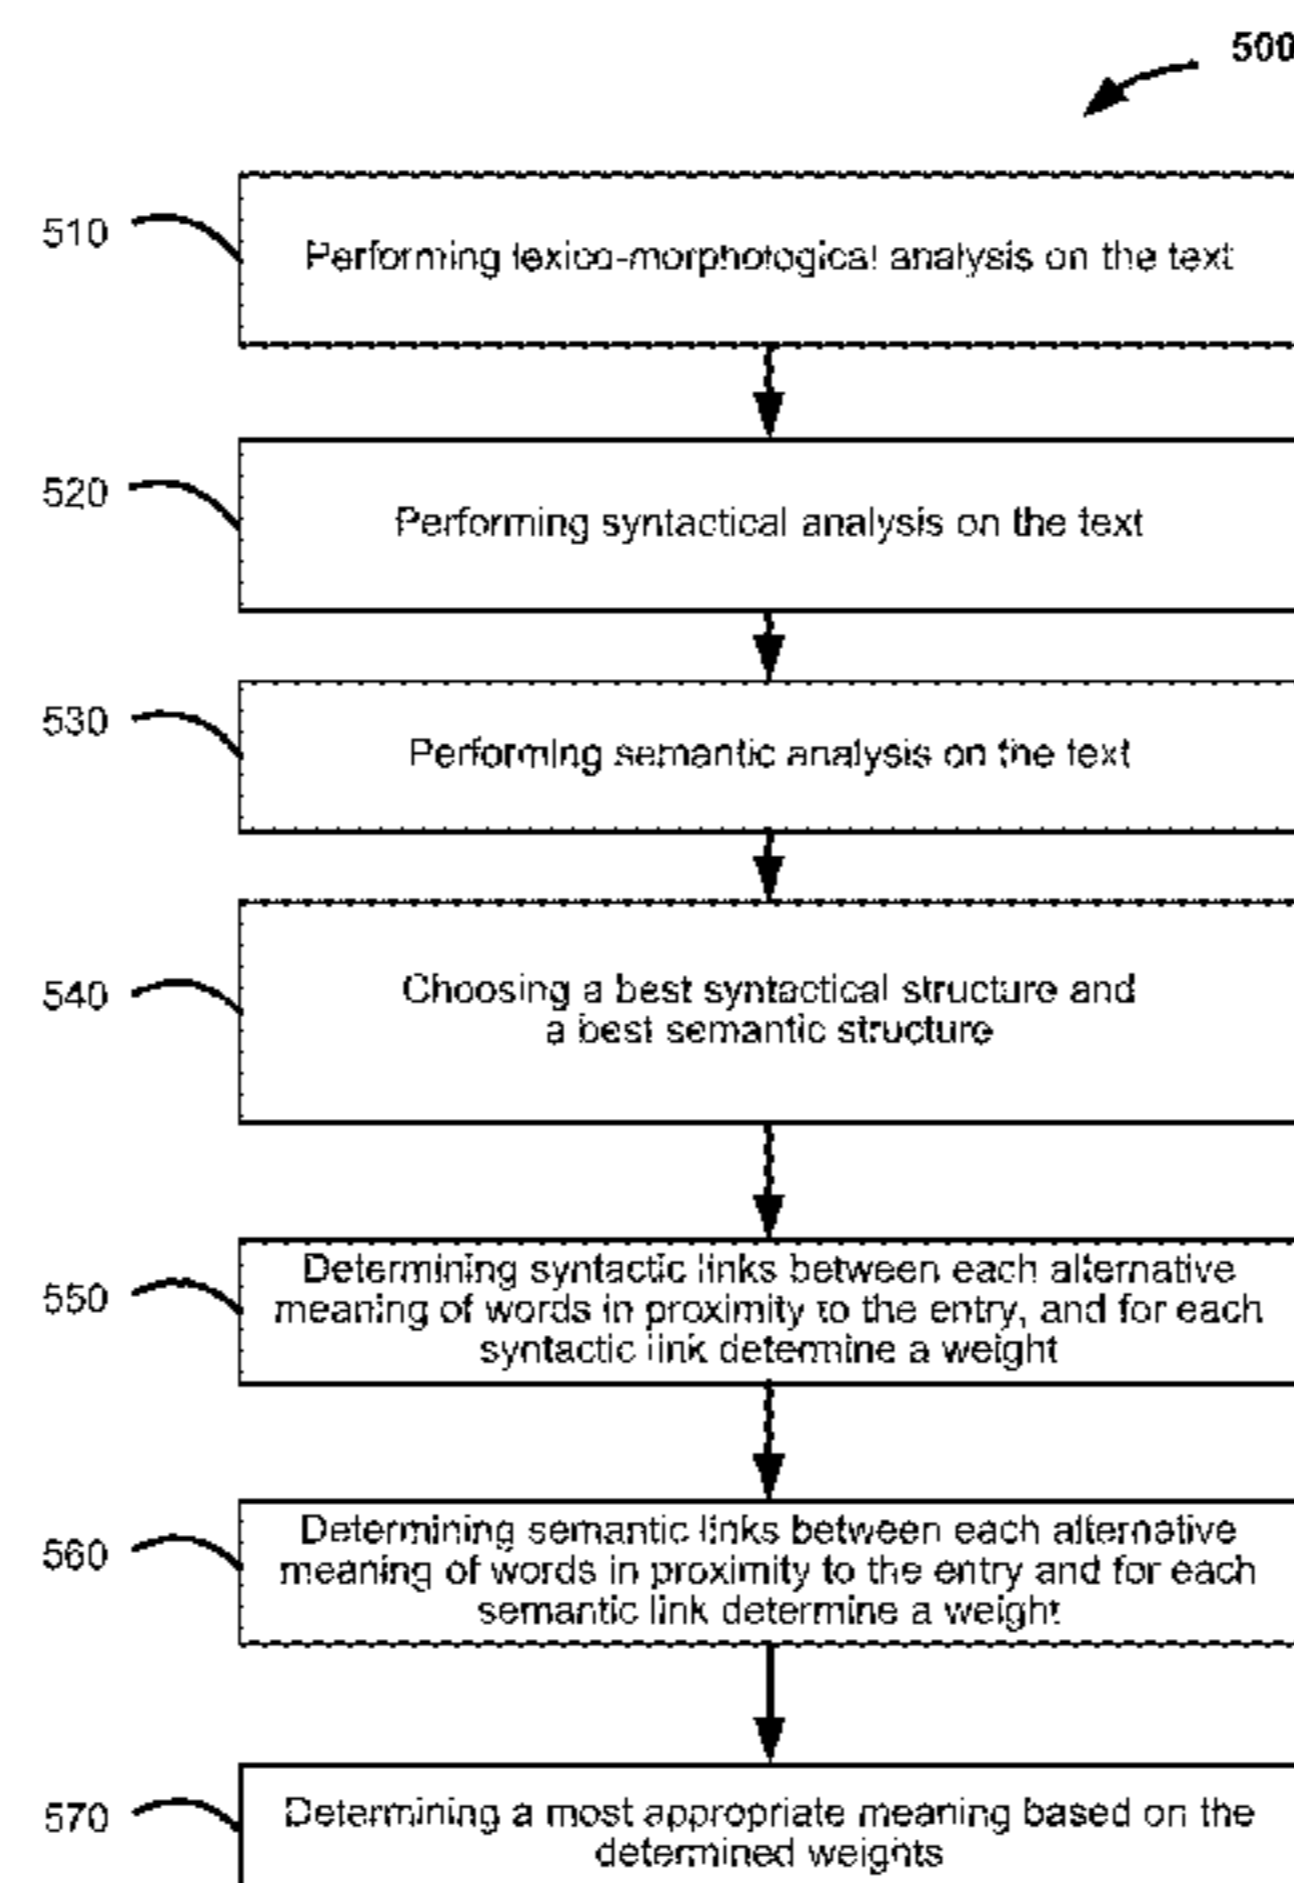 500
510
Performing lexico-morphological analysis on the text
520
Performing syntactical analysis on the text
530
Performing semantic analysis on the text
540
Choosing a best syntactical structure and
a best semantic structure
550
Determining syntactic links between each alternative
meaning of words in proximity to the entry, and for each
syntactic link determine a weight
560
Determining semantic links between each alternative
meaning of words in proximity to the entry and for each
semantic link determine a weight
570
Determining a most appropriate meaning based on the
determined weights